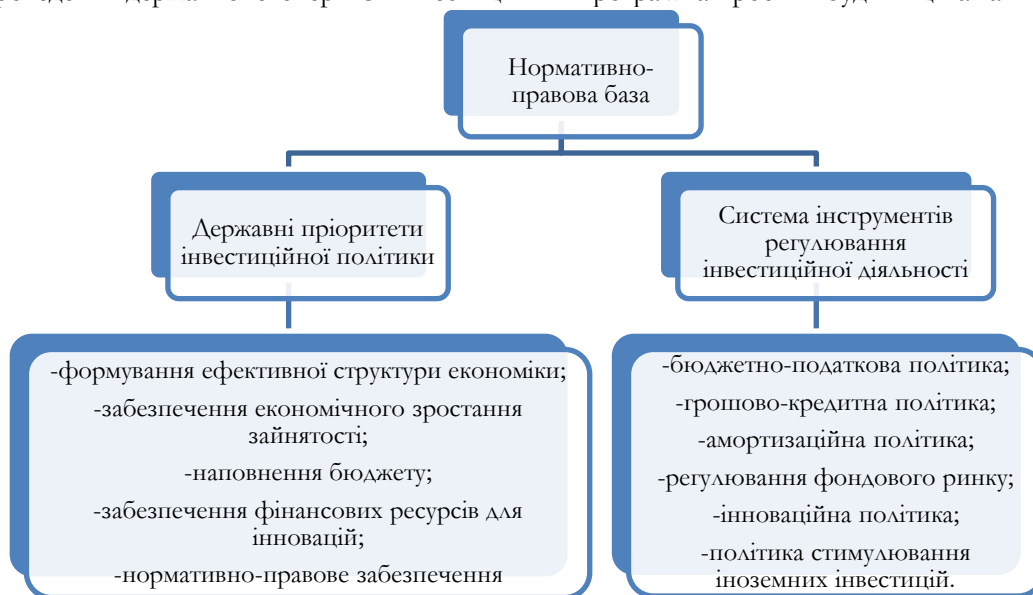 Нормативно-
правова база
Державні пріоритети
інвестиційної політики
Система інструментів
регулювання
інвестиційної діяльності
-формування ефективної структури економіки;
-забезпечення економічного зростання
зайнятості;
-наповнення бюджету;
-забезпечення фінансових ресурсів для
інновацій;
-нормативно-правове забезпечення
-бюджетно-податкова політика;
-грошово-кредитна політика;
-амортизаційна політика;
-регулювання фондового ринку;
-інноваційна політика;
-політика стимулювання
іноземних інвестицій.